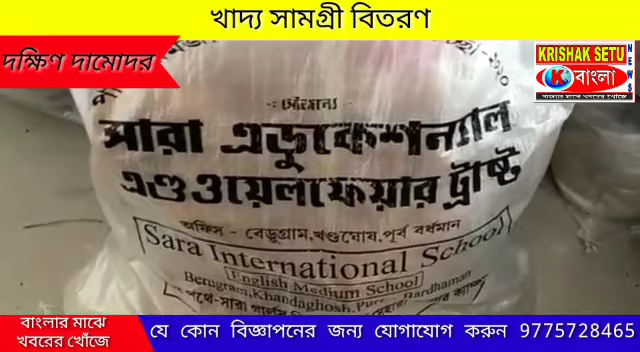 খাদ্য সামগ্রী বিতরণ
দক্ষিণ দামোদর
KRISHAK SETU
বাংলা
NEWS
বাংলার মাঝে খবরের খোঁজে
-ঃ সৌজন্যে ঃ-
সারা এডুকেশন্যাল
এণ্ড ওয়েলফেয়ার ট্রাষ্ট
অফিস - বেড়ুগ্রাম, খণ্ডঘোষ, পূর্ব বর্ধমান
Sara International School
English Medium School
Berugram, Khandaghosh, Purba Bardhaman
বাংলার মাঝে
খবরের খোঁজে
যে কোন বিজ্ঞাপনের জন্য যোগাযোগ করুন 9775728465